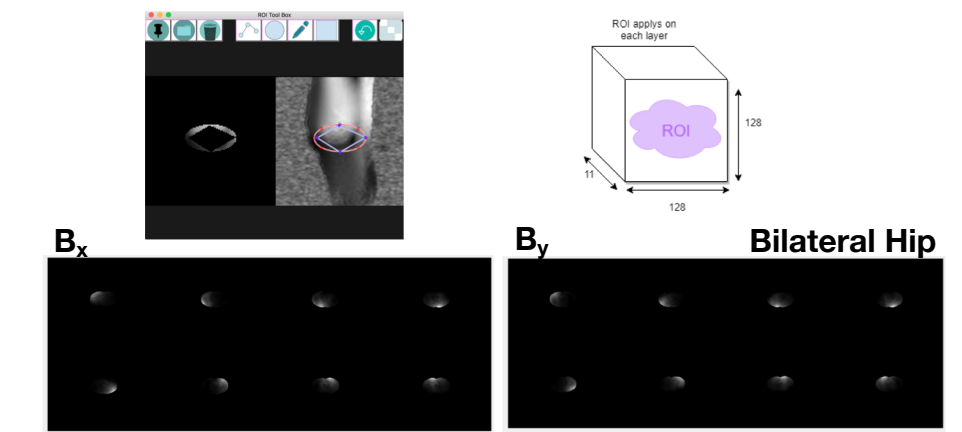 ROI Tool Box
ROI applys on
each layer
ROI
128
11
128
Bx
By
Bilateral Hip